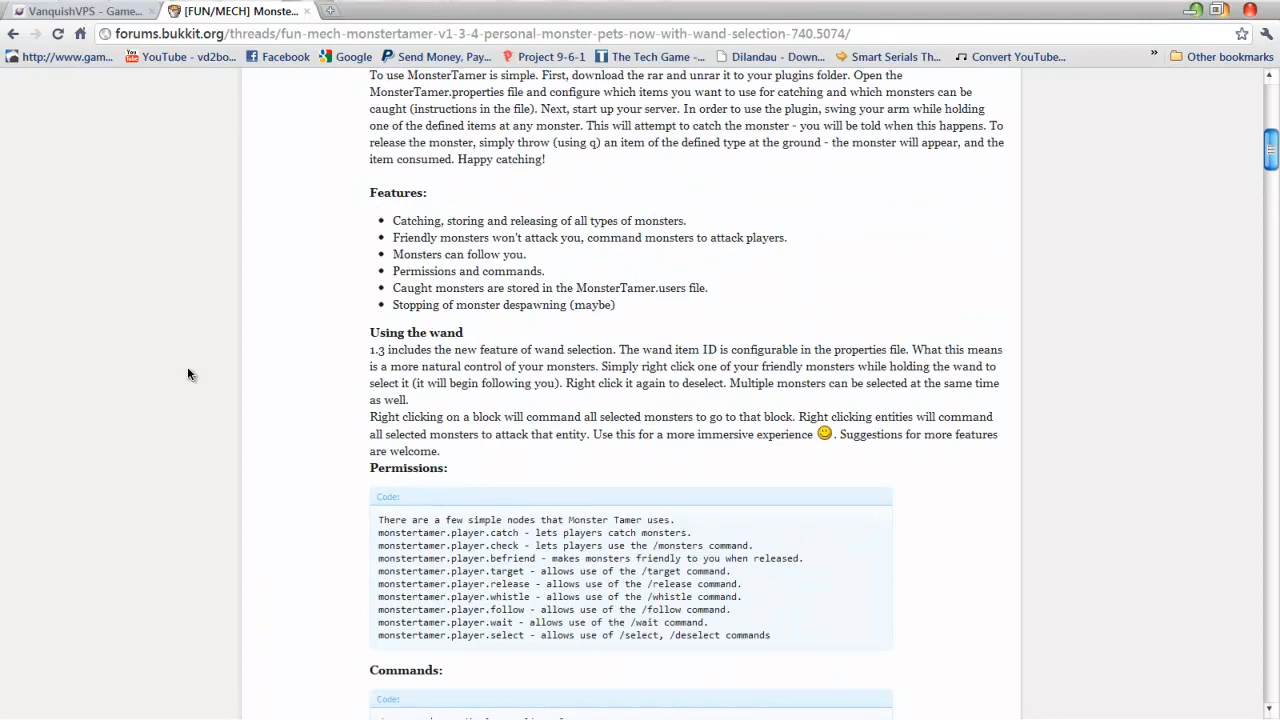 VanquishVPS - Game...
[FUN/MECH] Monste...
forums.bukkit.org/threads/fun-mech-monstertamer-v1-3-4-personal-monster-pets-now-with-wand-selection-740.5074/
http://www.gam...
YouTube - vd2bo...
Facebook
Google
Send Money, Pay...
Project 9-6-1
The Tech Game -...
Dilandau - Down...
Smart Serials Th...
Convert YouTube...
»
Other bookmarks
To use MonsterTamer is simple. First, download the rar and unrar it to your plugins folder. Open the
MonsterTamer.properties file and configure which items you want to use for catching and which monsters can be
caught (instructions in the file). Next, start up your server. In order to use the plugin, swing your arm while holding
one of the defined items at any monster. This will attempt to catch the monster - you will be told when this happens. To
release the monster, simply throw (using q) an item of the defined type at the ground - the monster will appear, and the
item consumed. Happy catching!
Features:
• Catching, storing and releasing of all types of monsters.
• Friendly monsters won't attack you, command monsters to attack players.
• Monsters can follow you.
• Permissions and commands.
• Caught monsters are stored in the MonsterTamer.users file.
• Stopping of monster despawning (maybe)
Using the wand
1.3 includes the new feature of wand selection. The wand item ID is configurable in the properties file. What this means
is a more natural control of your monsters. Simply right click one of your friendly monsters while holding the wand to
select it (it will begin following you). Right click it again to deselect. Multiple monsters can be selected at the same time
as well.
Right clicking on a block will command all selected monsters to go to that block. Right clicking entities will command
all selected monsters to attack that entity. Use this for a more immersive experience . Suggestions for more features
are welcome.
Permissions:
Code:
There are a few simple nodes that Monster Tamer uses.
monstertamer.player.catch - lets players catch monsters.
monstertamer.player.check - lets players use the /monsters command.
monstertamer.player.befriend - makes monsters friendly to you when released.
monstertamer.player.target - allows use of the /target command.
monstertamer.player.release - allows use of the /release command.
monstertamer.player.whistle - allows use of the /whistle command.
monstertamer.player.follow - allows use of the /follow command.
monstertamer.player.wait - allows use of the /wait command.
monstertamer.player.select - allows use of /select, /deselect commands
Commands:
Code: